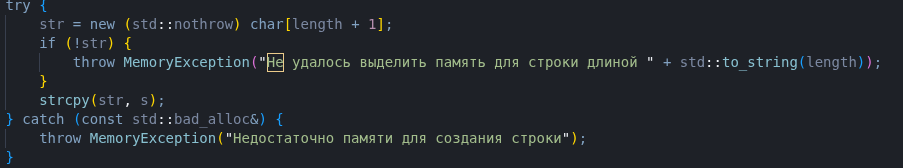 try {
    str = new (std::nothrow) char[length + 1];
    if (!str) {
        throw MemoryException("Не удалось выделить память для строки длиной " + std::to_string(length));
    }
    strcpy(str, s);
} catch (const std::bad_alloc&) {
    throw MemoryException("Недостаточно памяти для создания строки");
}